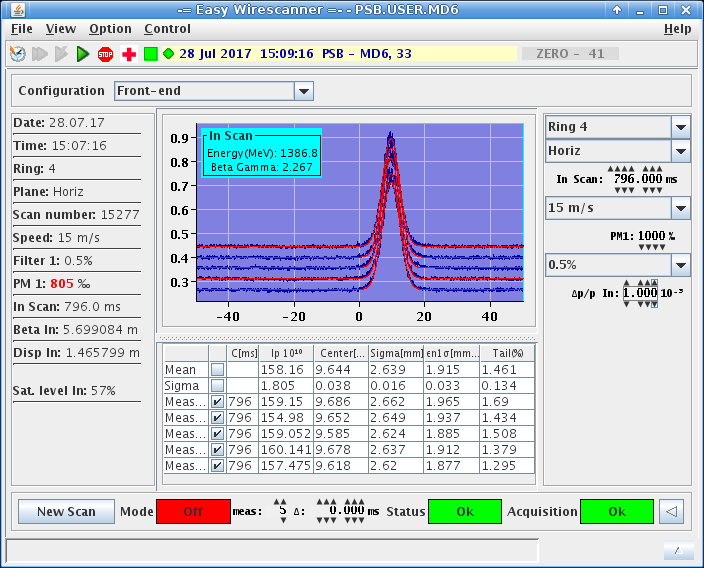 -= Easy Wirescanner =-- PSB.USER.MD6
File View Option Control Help
STOP 28 Jul 2017 15:09:16 PSB - MD6, 33 ZERO - 41
Configuration Front-end
Date: 28.07.17
Time: 15:07:16
Ring: 4
Plane: Horiz
Scan number: 15277
Speed: 15 m/s
Filter 1: 0.5%
PM 1: 805 ‰
In Scan: 796.0 ms
Beta In: 5.699084 m
Disp In: 1.465799 m
Sat. level In: 57%
In Scan
Energy(MeV): 1386.8
Beta Gamma: 2.267
0.9
0.8
0.7
0.6
0.5
0.4
0.3
-40 -20 0 20 40
C[ms] Ip 10¹⁰ Center[... Sigma[mm] εn1σ[mm... Tail(%)
Mean 158.16 9.644 2.639 1.915 1.461
Sigma 1.805 0.038 0.016 0.033 0.134
Meas... 796 159.15 9.686 2.662 1.965 1.69
Meas... 796 154.98 9.652 2.649 1.937 1.434
Meas... 796 159.052 9.585 2.624 1.885 1.508
Meas... 796 160.141 9.678 2.637 1.912 1.379
Meas... 796 157.475 9.618 2.62 1.877 1.295
Ring 4
Horiz
In Scan: 796.000 ms
15 m/s
PM1: 1000 ‰
0.5%
Δp/p In: 1.000 10⁻³
New Scan Mode Off meas: 5 Δ: 0.000 ms Status Ok Acquisition Ok